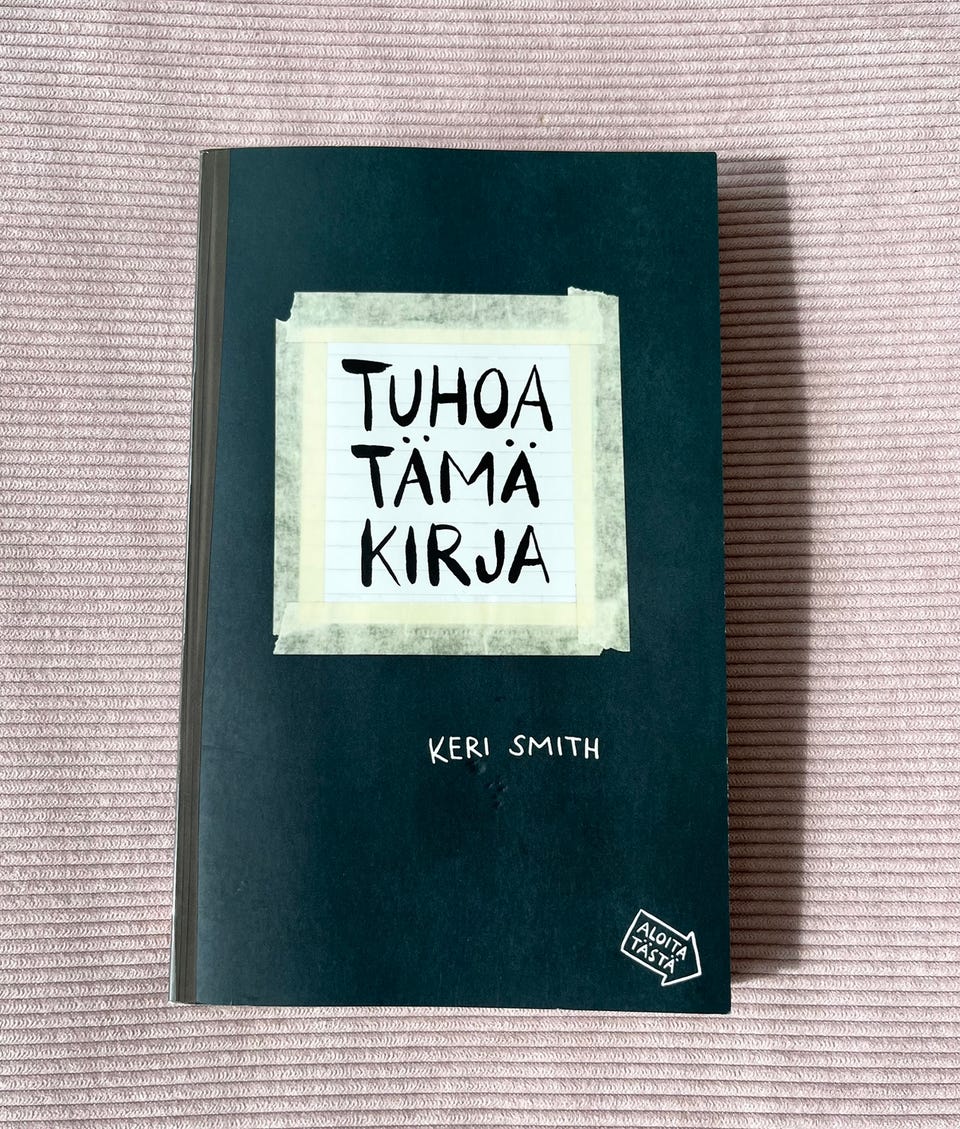 TUHOA
TÄMÄ
KIRJA
KERI SMITH
ALOITA
TÄSTÄ